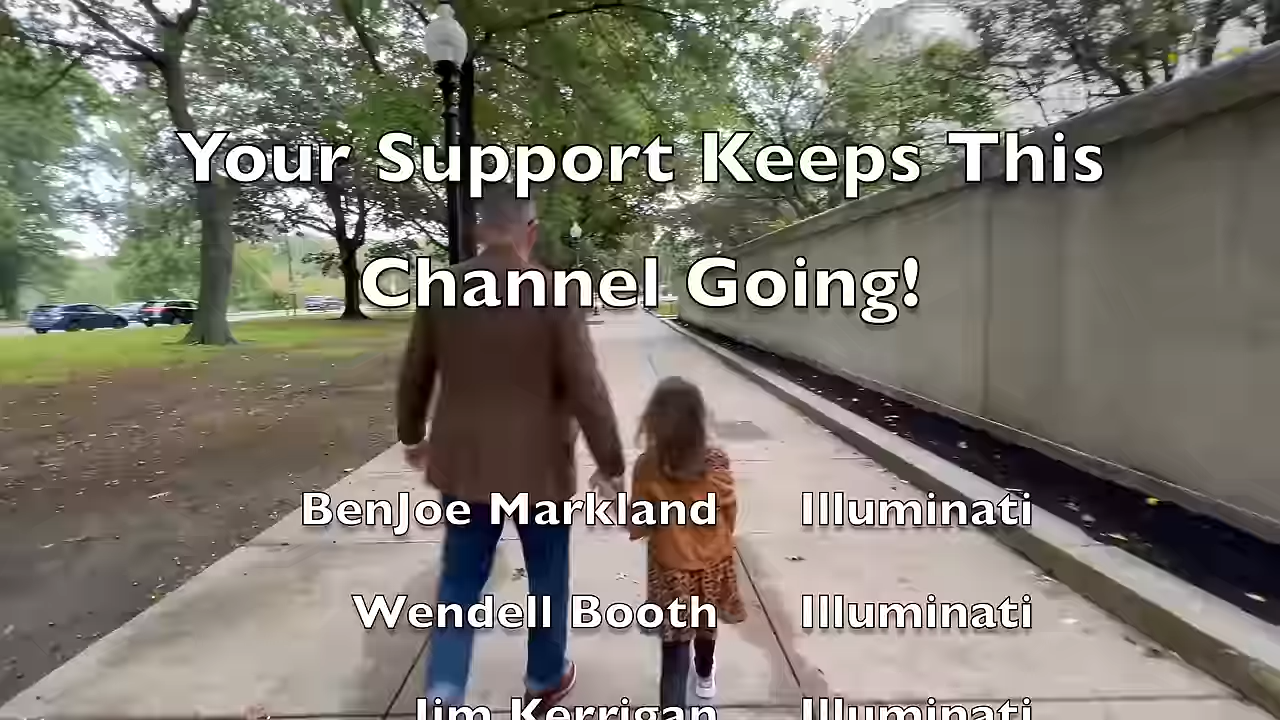 Your Support Keeps This
Channel Going!
BenJoe Markland Illuminati
Wendell Booth Illuminati
Jim Kerrigan Illuminati